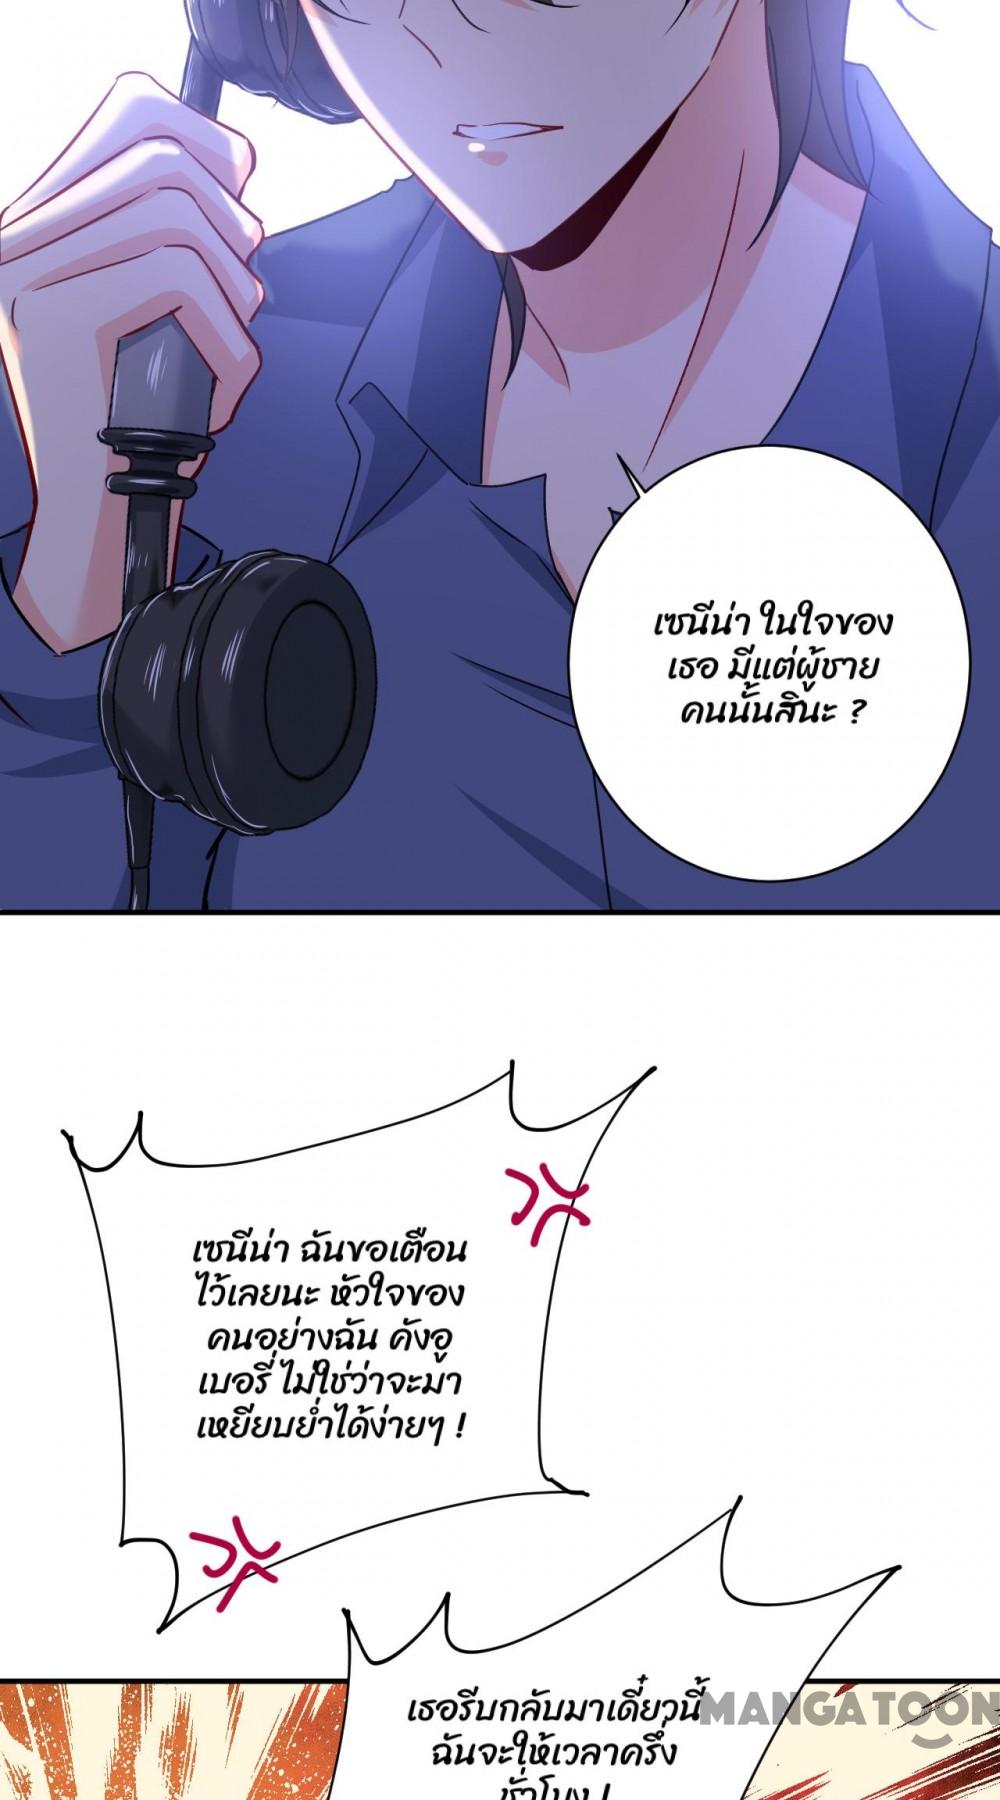 เซนีน่า ในใจของ
เธอ มีแต่ผู้ชาย
คนนั้นสินะ ?
เซนีน่า ฉันขอเตือน
ไว้เลยนะ หัวใจของ
คนอย่างฉัน คังอู
เบอรี่ ไม่ใช่ว่าจะมา
เหยียบย่ำได้ง่ายๆ !
เธอรีบกลับมาเดี๋ยวนี้
ฉันจะให้เวลาครึ่ง
ชั่วโมง !
MANGATOON